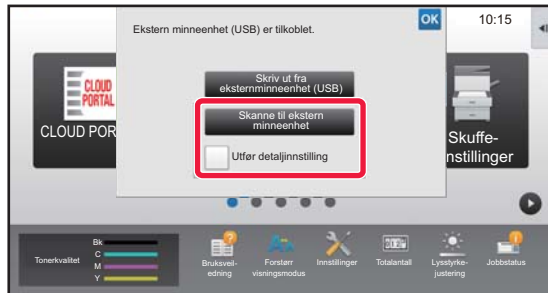 Ekstern minneenhet (USB) er tilkoblet.
OK
10:15
Skriv ut fra
eksternminneenhet (USB)
Skanne til ekstern
minneenhet
Utfør detaljinnstilling
CLOUD
PORTAL
CLOUD POR
Skuffe-
nstillinger
Tonerkvalitet
Bk
C
M
Y
Bruksveil-
edning
Forstørr
visningsmodus
Innstillinger
Totalantall
Lysstyrke-
justering
Jobbstatus